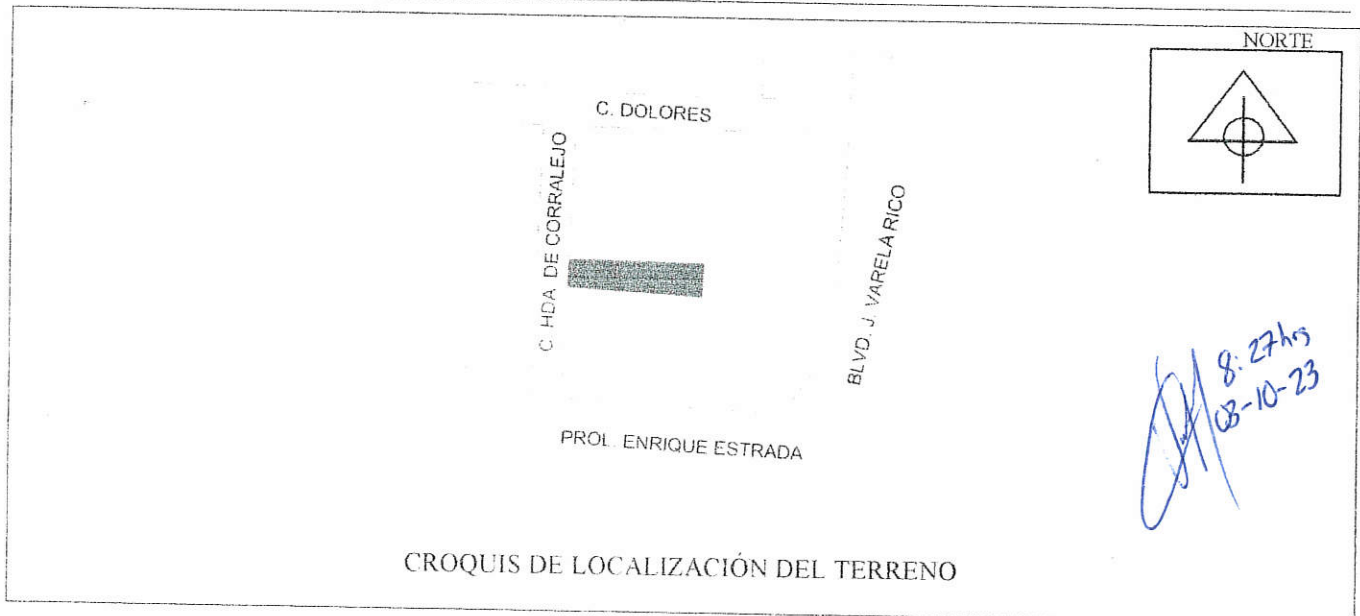 NORTE
C. DOLORES
C. HDA. DE CORRALEJO
BLVD. J. VARELA RICO
PROL. ENRIQUE ESTRADA
8:27hrs
08-10-23
CROQUIS DE LOCALIZACIÓN DEL TERRENO